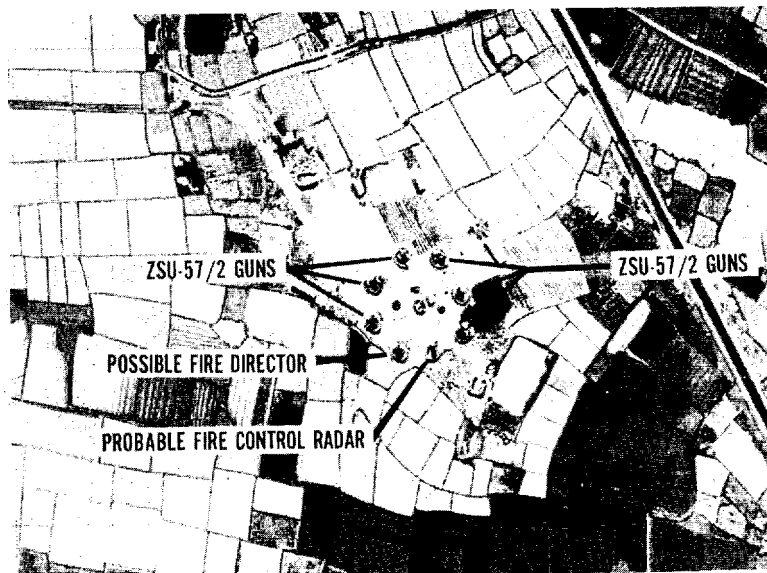 ZSU-57/2 GUNS
ZSU-57/2 GUNS
POSSIBLE FIRE DIRECTOR
PROBABLE FIRE CONTROL RADAR